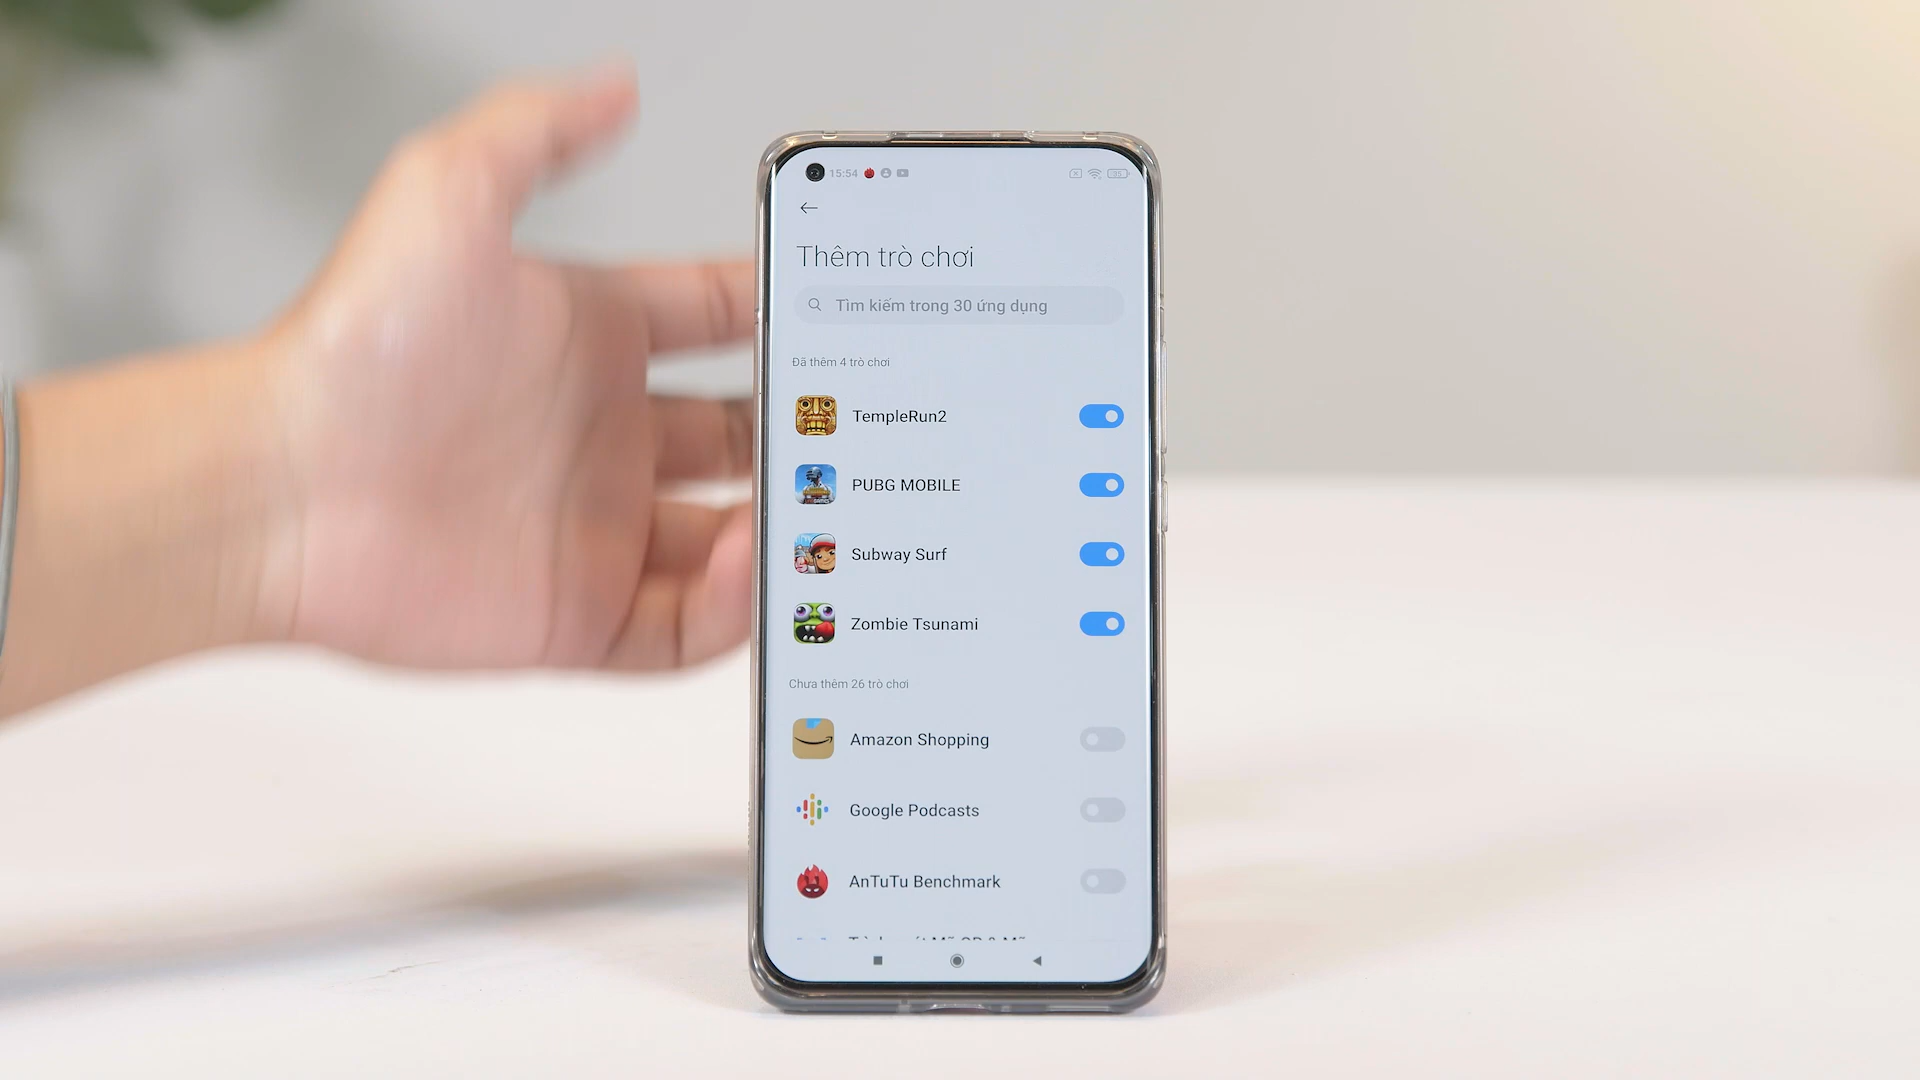 15:54
85
Thêm trò chơi
Tìm kiếm trong 30 ứng dụng
Đã thêm 4 trò chơi
TempleRun2
PUBG MOBILE
Subway Surf
Zombie Tsunami
Chưa thêm 26 trò chơi
Amazon Shopping
Google Podcasts
AnTuTu Benchmark